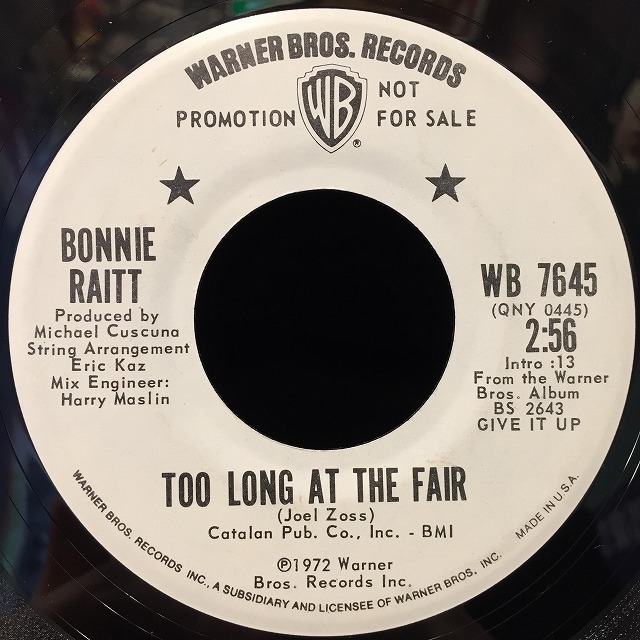 WARNER BROS. RECORDS
PROMOTION
WB
®
NOT
FOR SALE
BONNIE
RAITT
Produced by
Michael Cuscuna
String Arrangement
Eric Kaz
Mix Engineer:
Harry Maslin
WB 7645
(QNY 0445)
2:56
Intro :13
From the Warner
Bros. Album
BS 2643
GIVE IT UP
TOO LONG AT THE FAIR
(Joel Zoss)
Catalan Pub. Co., Inc. - BMI
℗1972 Warner
Bros. Records Inc.
WARNER BROS. RECORDS INC., A SUBSIDIARY AND LICENSEE OF WARNER BROS. INC.
MADE IN U.S.A.